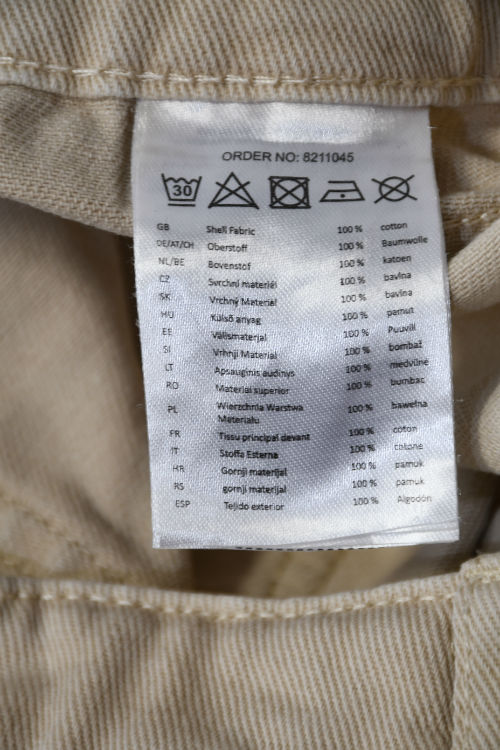 ORDER NO: 8211045
30
GB Shell Fabric 100 % cotton
DE/AT/CH Oberstoff 100 % Baumwolle
NL/BE Bovenstof 100 % katoen
CZ Svrchní materiál 100 % bavlna
SK Vrchný Materiál 100 % bavlna
HU Külső anyag 100 % pamut
EE Välismaterjal 100 % Puuvill
SI Vrhnji Material 100 % bombaž
LT Apsauginis audinys 100 % medvilnė
RO Material superior 100 % bumbac
PL Wierzchnia Warstwa Materiału 100 % bawełna
FR Tissu principal devant 100 % coton
IT Stoffa Esterna 100 % cotone
HR Gornji materijal 100 % pamuk
RS gornji materijal 100 % pamuk
ESP Tejido exterior 100 % Algodón